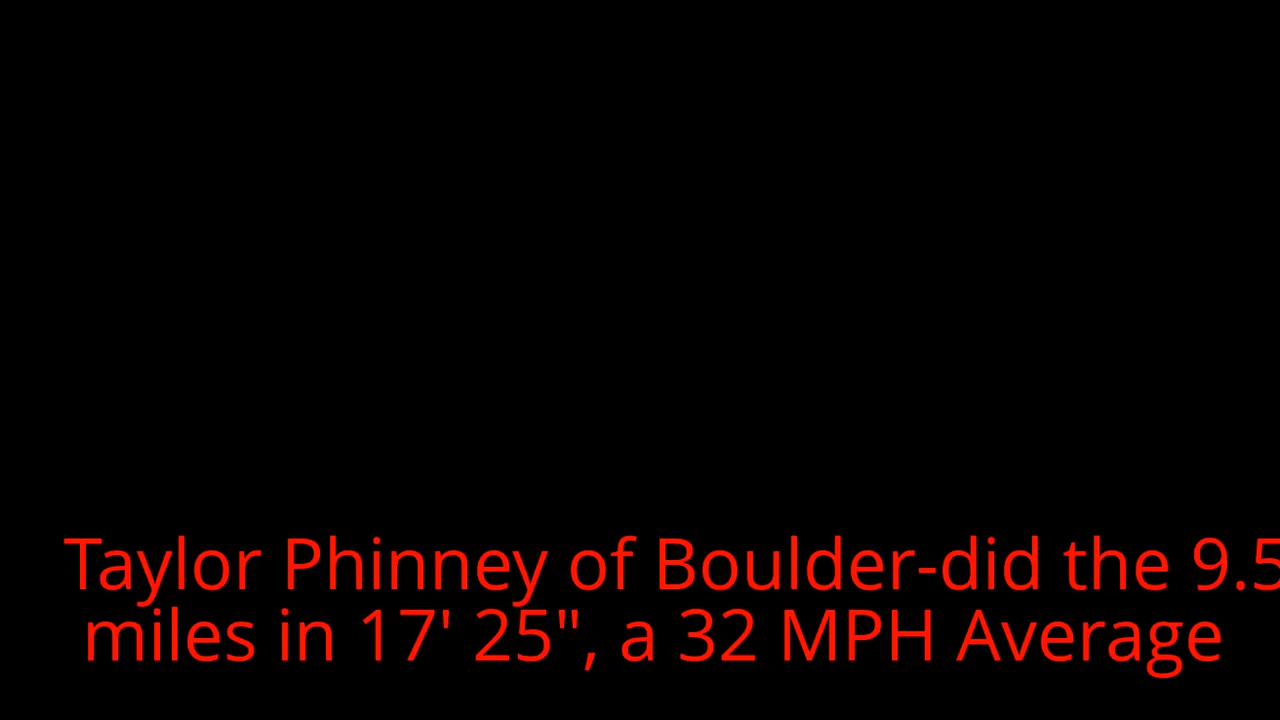 Taylor Phinney of Boulder-did the 9.5
miles in 17' 25", a 32 MPH Average